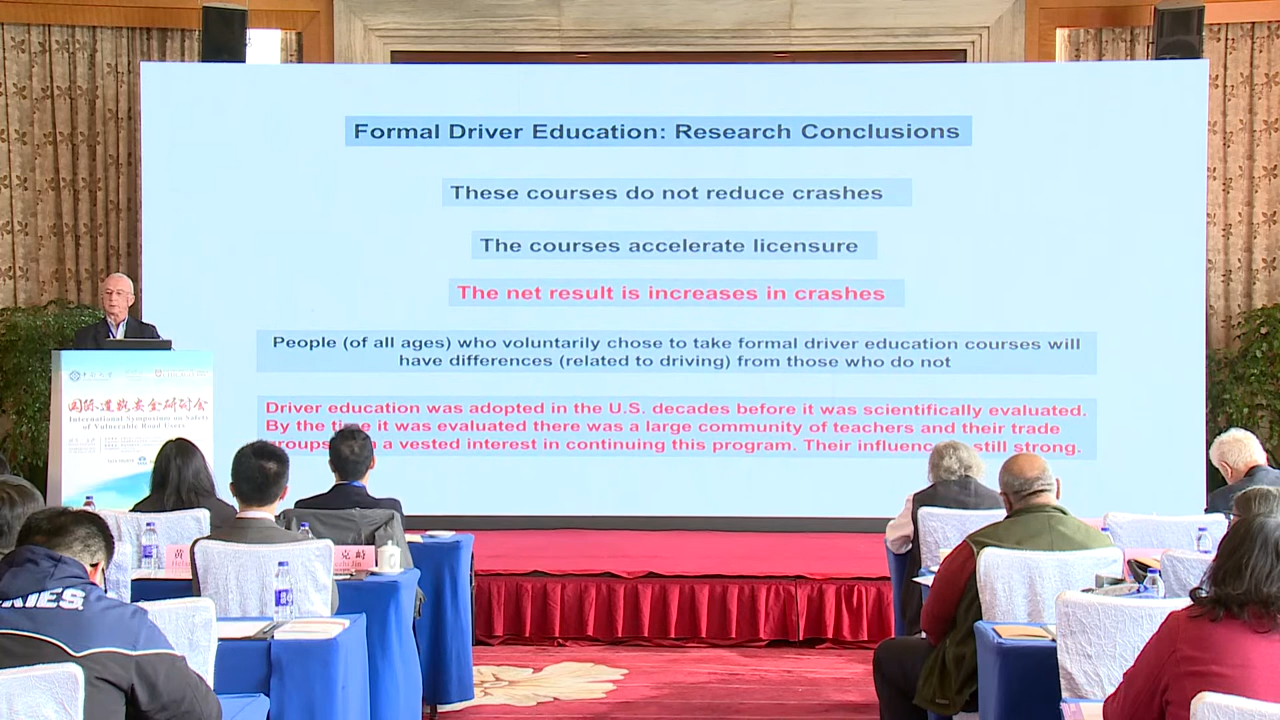 Formal Driver Education: Research Conclusions
These courses do not reduce crashes
The courses accelerate licensure
The net result is increases in crashes
People (of all ages) who voluntarily chose to take formal driver education courses will
have differences (related to driving) from those who do not
Driver education was adopted in the U.S. decades before it was scientifically evaluated.
By the time it was evaluated there was a large community of teachers and their trade
a vested interest in continuing this program. Their influence still strong.
国际道路安全研讨会
International Symposium on Safety
of Vulnerable Road Users
黄
克 时
Jin
RIES